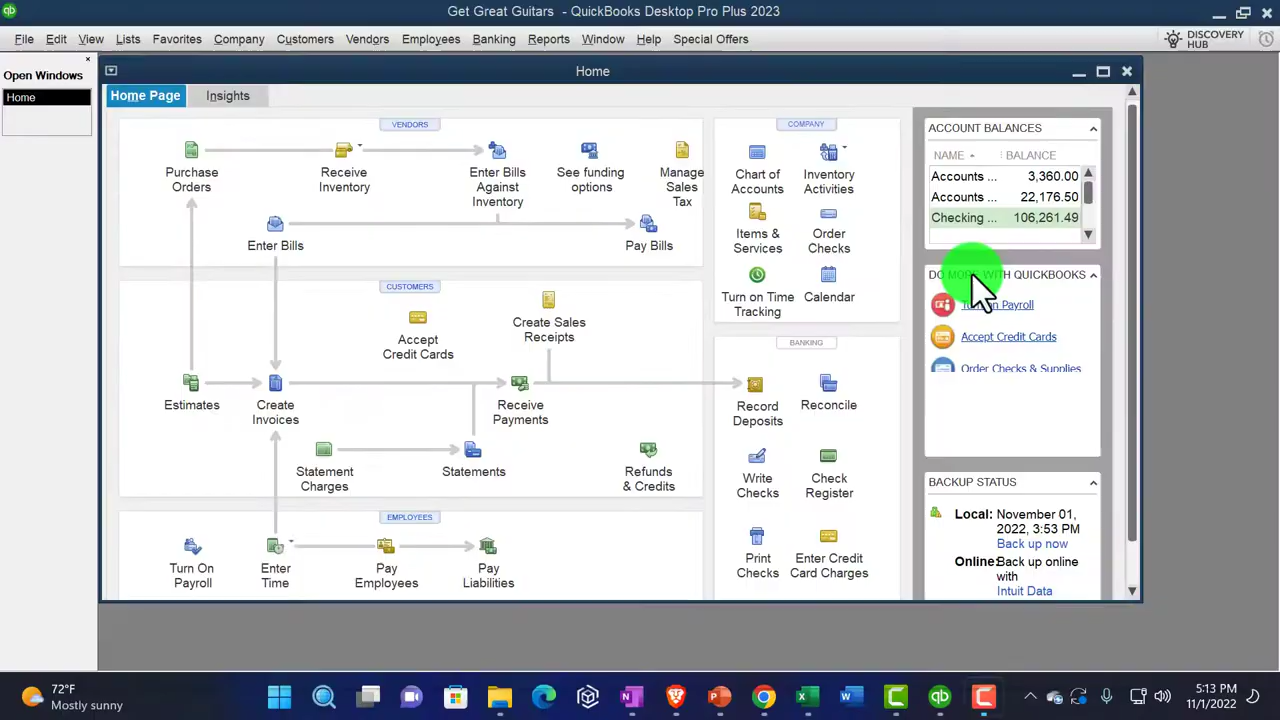 Get Great Guitars - QuickBooks Desktop Pro Plus 2023
File Edit View Lists Favorites Company Customers Vendors Employees Banking Reports Window Help Special Offers
DISCOVERY
HUB
Open Windows
Home
Home
Home Page
Insights
VENDORS
Purchase
Orders
Receive
Inventory
Enter Bills
Against
Inventory
See funding
options
Manage
Sales
Tax
Enter Bills
Pay Bills
CUSTOMERS
Accept
Credit Cards
Create Sales
Receipts
Estimates
Create
Invoices
Receive
Payments
Statement
Charges
Statements
Refunds
& Credits
EMPLOYEES
Turn On
Payroll
Enter
Time
Pay
Employees
Pay
Liabilities
COMPANY
Chart of
Accounts
Inventory
Activities
Items &
Services
Order
Checks
Turn on Time
Tracking
Calendar
BANKING
Record
Deposits
Reconcile
Write
Checks
Check
Register
Print
Checks
Enter Credit
Card Charges
ACCOUNT BALANCES
NAME BALANCE
Accounts ... 3,360.00
Accounts ... 22,176.50
Checking ... 106,261.49
DO MORE WITH QUICKBOOKS
Turn on Payroll
Accept Credit Cards
Order Checks & Supplies
BACKUP STATUS
Local: November 01,
2022, 3:53 PM
Back up now
Online: Back up online
with
Intuit Data
72°F
Mostly sunny
5:13 PM
11/1/2022